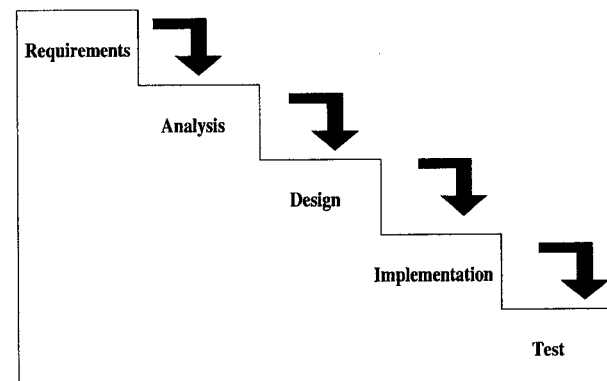 Requirements
Analysis
Design
Implementation
Test